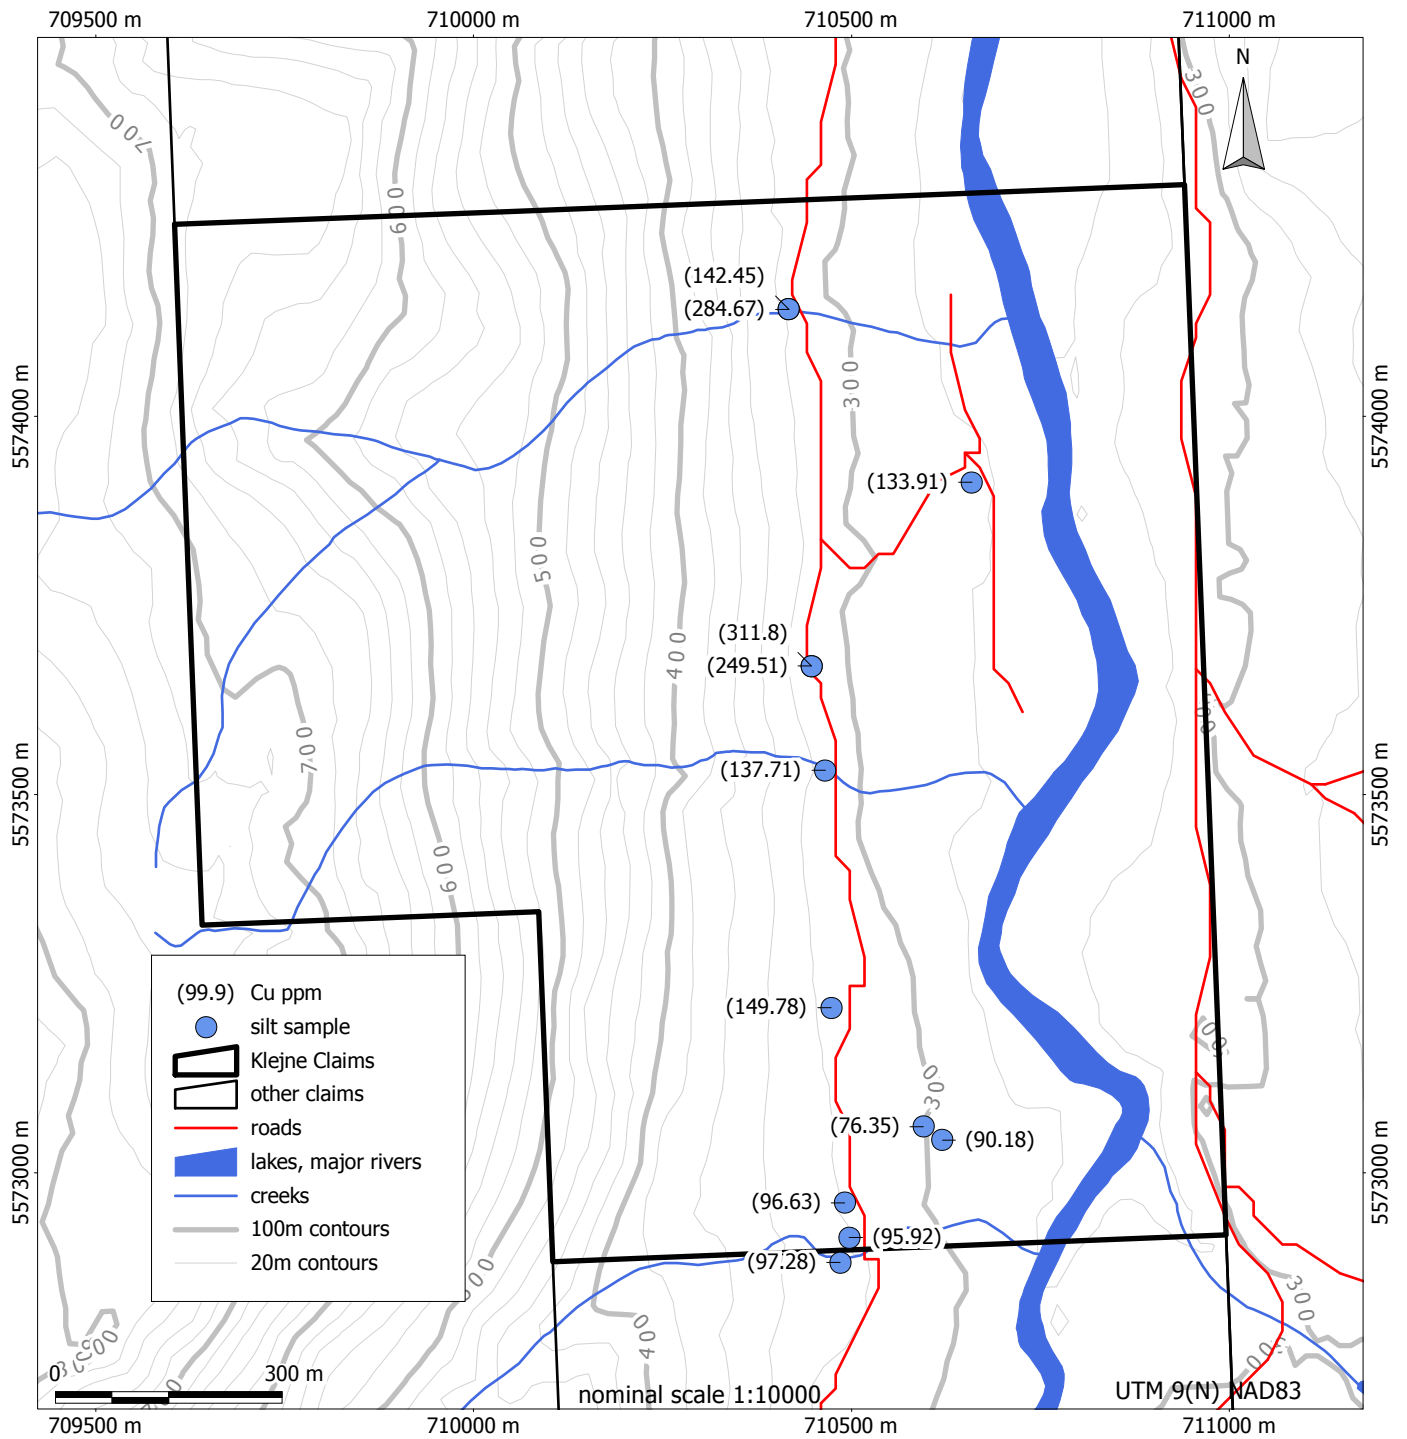 709500 m
710000 m
710500 m
711000 m
N
300
700
600
(142.45)
(284.67)
5574000 m
5574000 m
300
(133.91)
500
(311.8)
(249.51)
400
700
(137.71)
5573500 m
5573500 m
600
(149.78)
300
(76.35)
(90.18)
5573000 m
5573000 m
(96.63)
(95.92)
(97.28)
(99.9) Cu ppm
silt sample
Klejne Claims
other claims
roads
lakes, major rivers
creeks
100m contours
20m contours
300
400
0
300 m
nominal scale 1:10000
UTM 9(N) NAD83
709500 m
710000 m
710500 m
711000 m